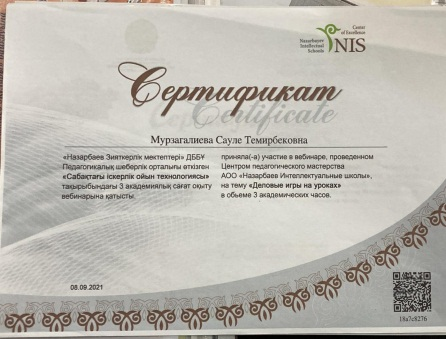 Nazarbayev
Intellectual
Schools
NIS
Center
of Excellence
Сертификат
Certificate
Мурзагалиева Сауле Темирбековна
«Назарбаев Зияткерлік мектептері» ДББҰ
Педагогикалық шеберлік орталығы өткізген
«Сабақтағы іскерлік ойын технологиясы»
тақырыбындағы 3 академиялық сағат оқыту
вебинарына қатысты.
приняла(-а) участие в вебинаре, проведенном
Центром педагогического мастерства
АОО «Назарбаев Интеллектуальные школы»,
на тему «Деловые игры на уроках»
в объеме 3 академических часов.
08.09.2021
18a7c8276